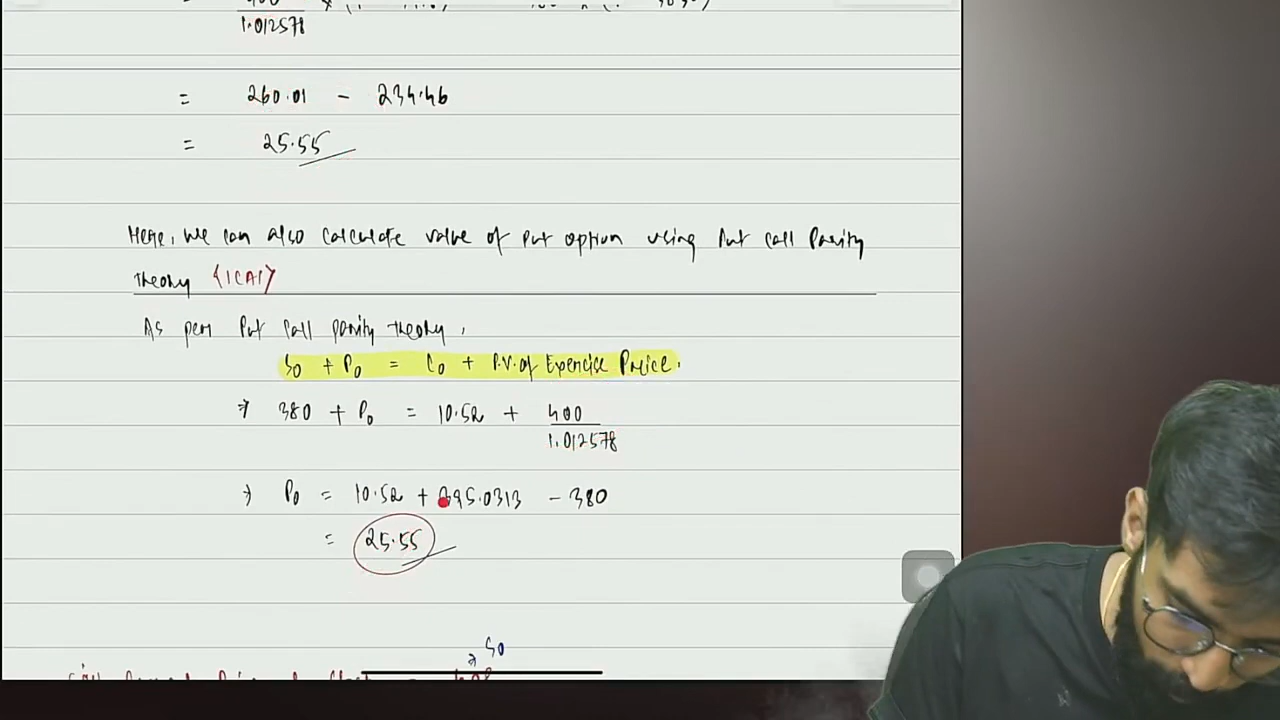 1.012578
= 260.01 - 234.46
= 25.55
Here, we can also calculate value of put option using Put Call Parity
Theory {ICAI}
As per Put Call parity theory,
S0 + P0 = C0 + P.V. of Exercise Price.
⇒ 380 + P0 = 10.52 + 400
1.012578
⇒ P0 = 10.52 + 395.0313 - 380
= 25.55
S0